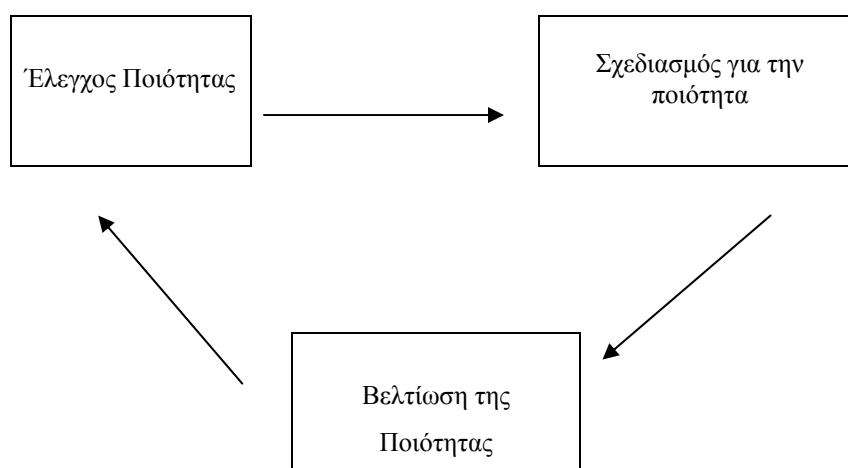 Έλεγχος Ποιότητας
Σχεδιασμός για την
ποιότητα
Βελτίωση της
Ποιότητας